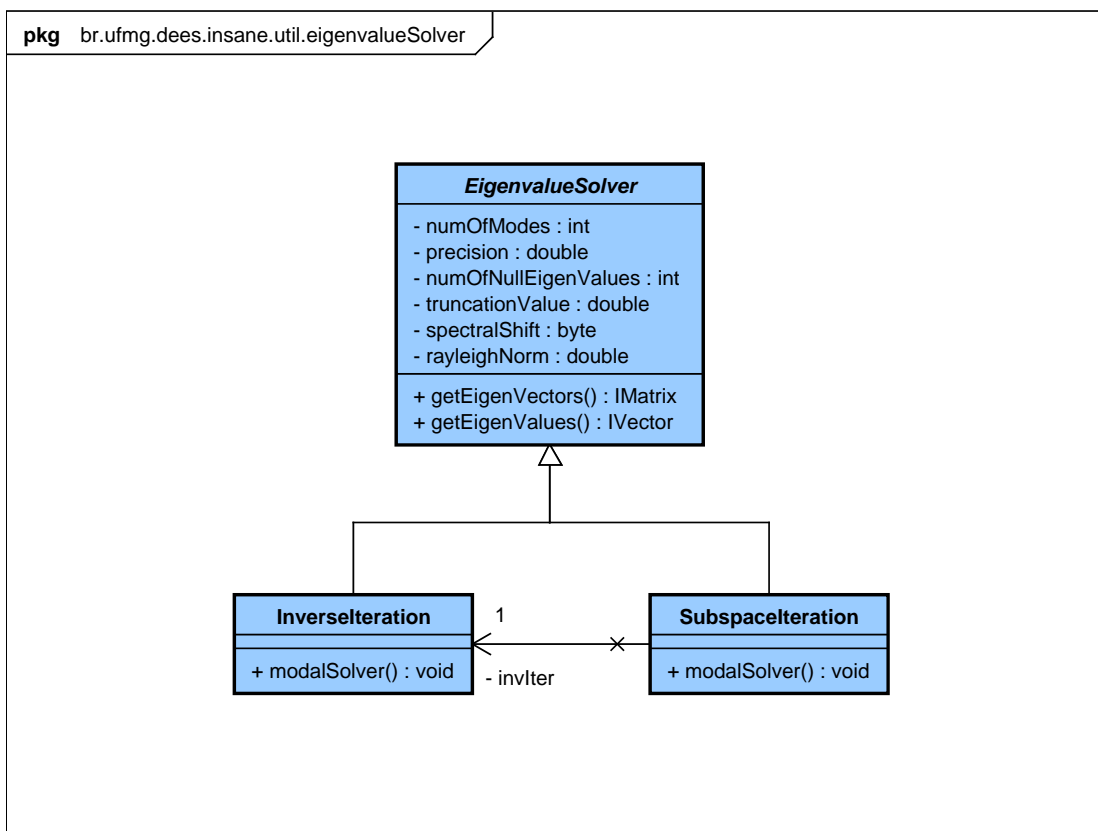 pkg br.ufmg.dees.insane.util.eigenvalueSolver
EigenvalueSolver
- numOfModes : int
- precision : double
- numOfNullEigenValues : int
- truncationValue : double
- spectralShift : byte
- rayleighNorm : double
+ getEigenVectors() : IMatrix
+ getEigenValues() : IVector
InverseIteration
+ modalSolver() : void
1
- invIter
SubspaceIteration
+ modalSolver() : void